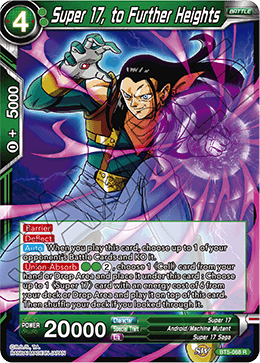 BATTLE
4
Super 17, to Further Heights
+ 5000
Barrier
Deflect
Auto When you play this card, choose up to 1 of your
opponent's Battle Cards and KO it.
Union-Absorb 2, choose 1 ≪Cell≫ card from your
hand or Drop Area and place it under this card : Choose
up to 1 ≪Super 17≫ card with an energy cost of 6 from
your deck or Drop Area and play it on top of this card.
Then shuffle your deck if you looked through it.
POWER
20000
Character
Super 17
Special Trait
Android/Machine Mutant
Era
Super 17 Saga
BT5-068 R